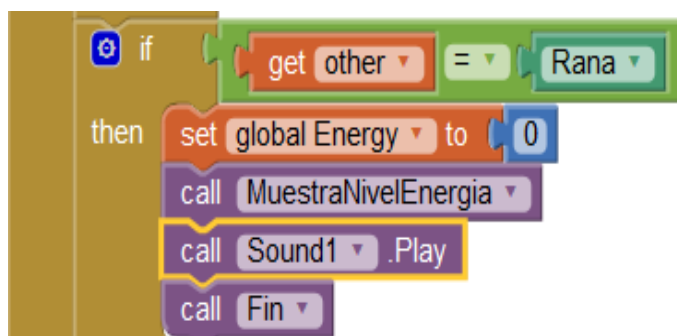 if get other = Rana
then set global Energy to 0
call MuestraNivelEnergia
call Sound1 .Play
call Fin